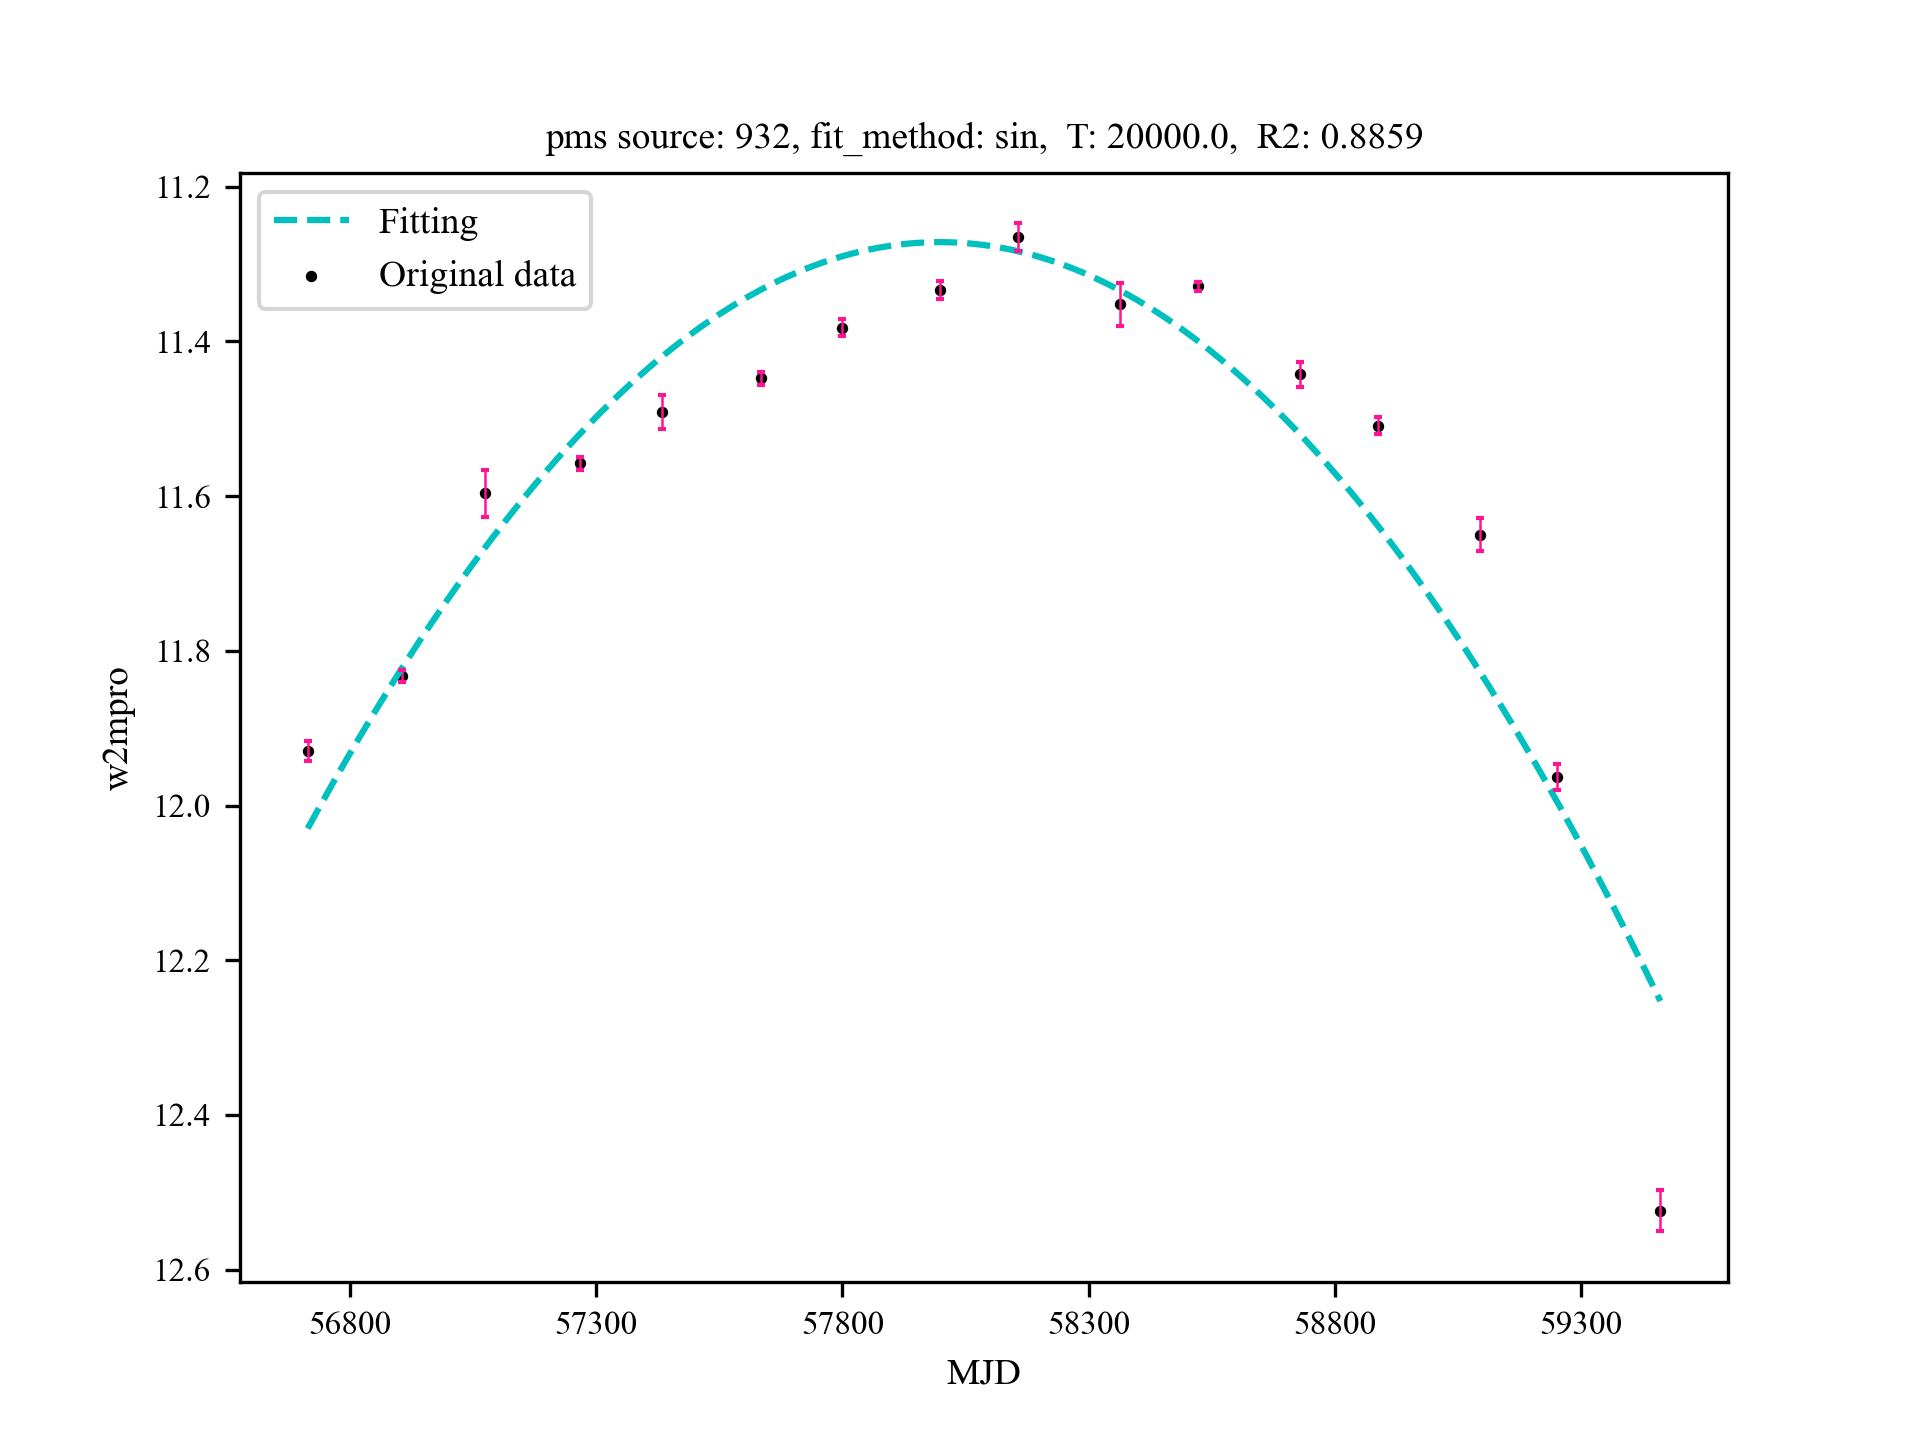 pms source: 932, fit_method: sin,  T: 20000.0,  R2: 0.8859
Fitting
Original data
11.2
11.4
11.6
11.8
12.0
12.2
12.4
12.6
w2mpro
56800
57300
57800
58300
58800
59300
MJD